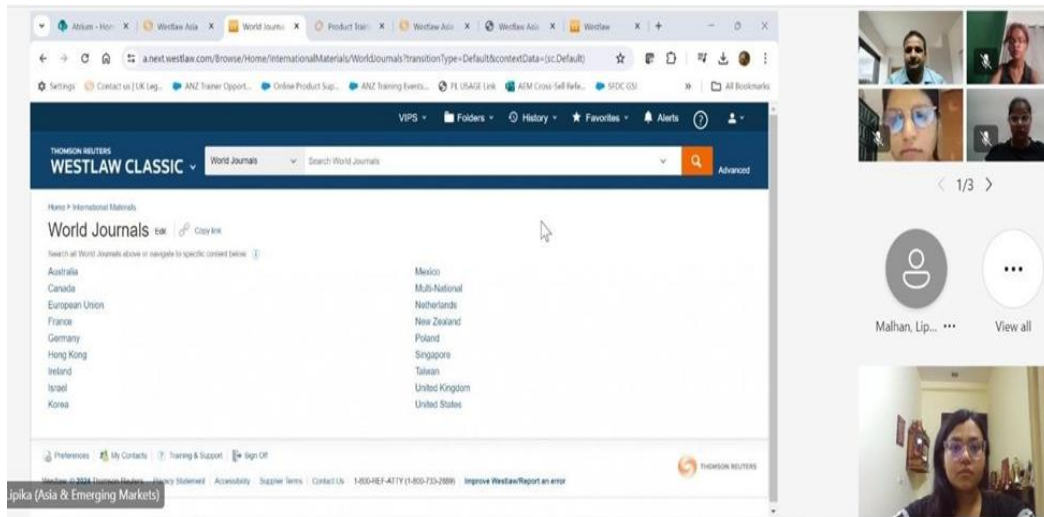 Atrium - Hom
Westlaw Asia
World Journa
Product Train
Westlaw Asia
Westlaw Asia
Westlaw
a.next.westlaw.com/Browse/Home/InternationalMaterials/WorldJournals?transitionType=Default&contextData=(sc.Default)
Settings
Contact us | UK Leg...
ANZ Trainer Opport...
Online Product Sup...
ANZ Training Events...
PL USAGE Link
AEM Cross-Sell Refe...
SFDC GSI
All Bookmarks
VIPS
Folders
History
Favorites
Alerts
THOMSON REUTERS
WESTLAW CLASSIC
World Journals
Search World Journals
Advanced
Home > International Materials
World Journals Edit Copy link
Search all World Journals above or navigate to specific content below.
Australia
Canada
European Union
France
Germany
Hong Kong
Ireland
Israel
Korea
Mexico
Multi-National
Netherlands
New Zealand
Poland
Singapore
Taiwan
United Kingdom
United States
Preferences
My Contacts
Training & Support
Sign Off
THOMSON REUTERS
Westlaw. © 2024 Thomson Reuters
Privacy Statement
Accessibility
Supplier Terms
Contact Us
1-800-REF-ATTY (1-800-733-2889)
Improve Westlaw/Report an error
Lipika (Asia & Emerging Markets)
1/3
Malhan, Lip...
View all